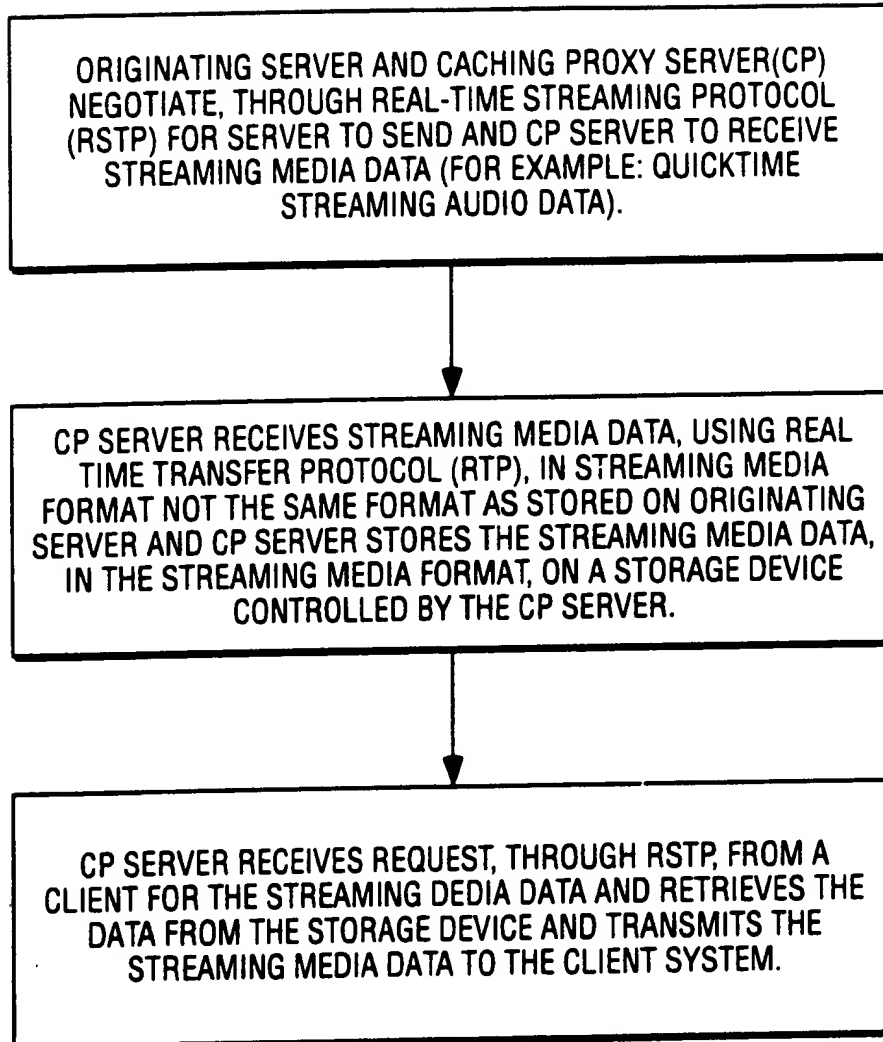 ORIGINATING SERVER AND CACHING PROXY SERVER(CP)
NEGOTIATE, THROUGH REAL-TIME STREAMING PROTOCOL
(RSTP) FOR SERVER TO SEND AND CP SERVER TO RECEIVE
STREAMING MEDIA DATA (FOR EXAMPLE: QUICKTIME
STREAMING AUDIO DATA).
CP SERVER RECEIVES STREAMING MEDIA DATA, USING REAL
TIME TRANSFER PROTOCOL (RTP), IN STREAMING MEDIA
FORMAT NOT THE SAME FORMAT AS STORED ON ORIGINATING
SERVER AND CP SERVER STORES THE STREAMING MEDIA DATA,
IN THE STREAMING MEDIA FORMAT, ON A STORAGE DEVICE
CONTROLLED BY THE CP SERVER.
CP SERVER RECEIVES REQUEST, THROUGH RSTP, FROM A
CLIENT FOR THE STREAMING DEDIA DATA AND RETRIEVES THE
DATA FROM THE STORAGE DEVICE AND TRANSMITS THE
STREAMING MEDIA DATA TO THE CLIENT SYSTEM.